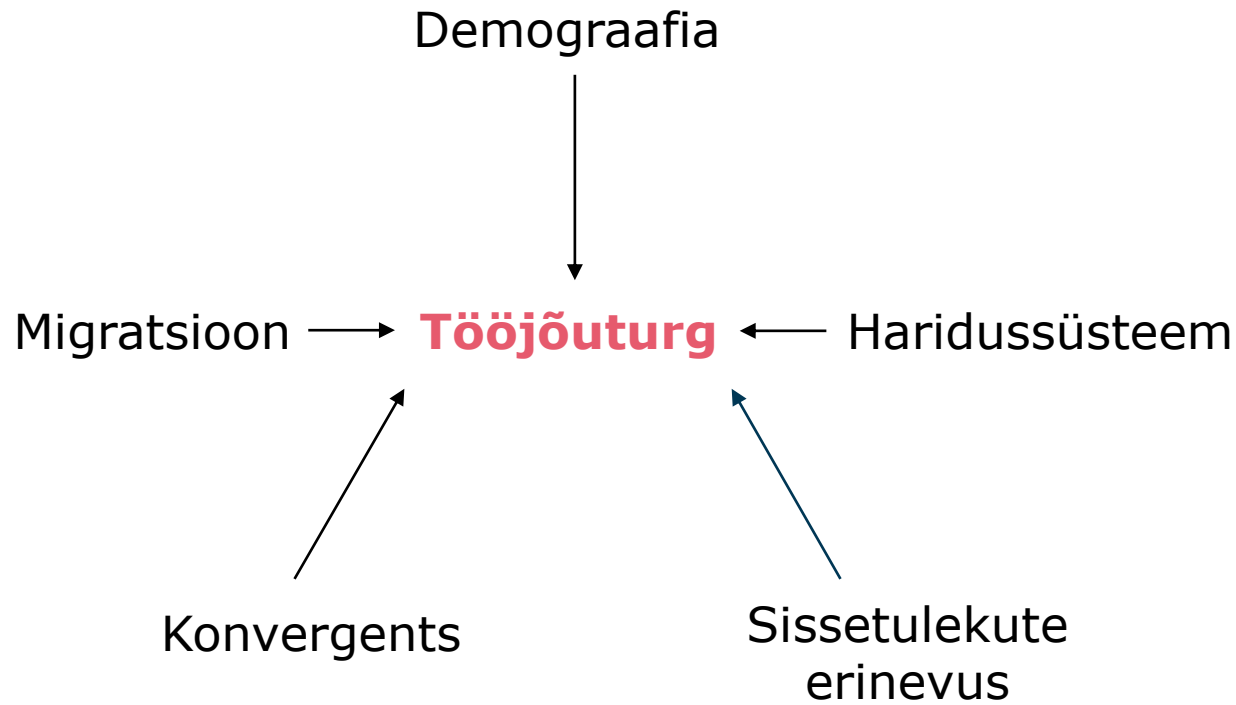 Demograafia
Migratsioon
Tööjõuturg
Haridussüsteem
Konvergents
Sissetulekute
erinevus